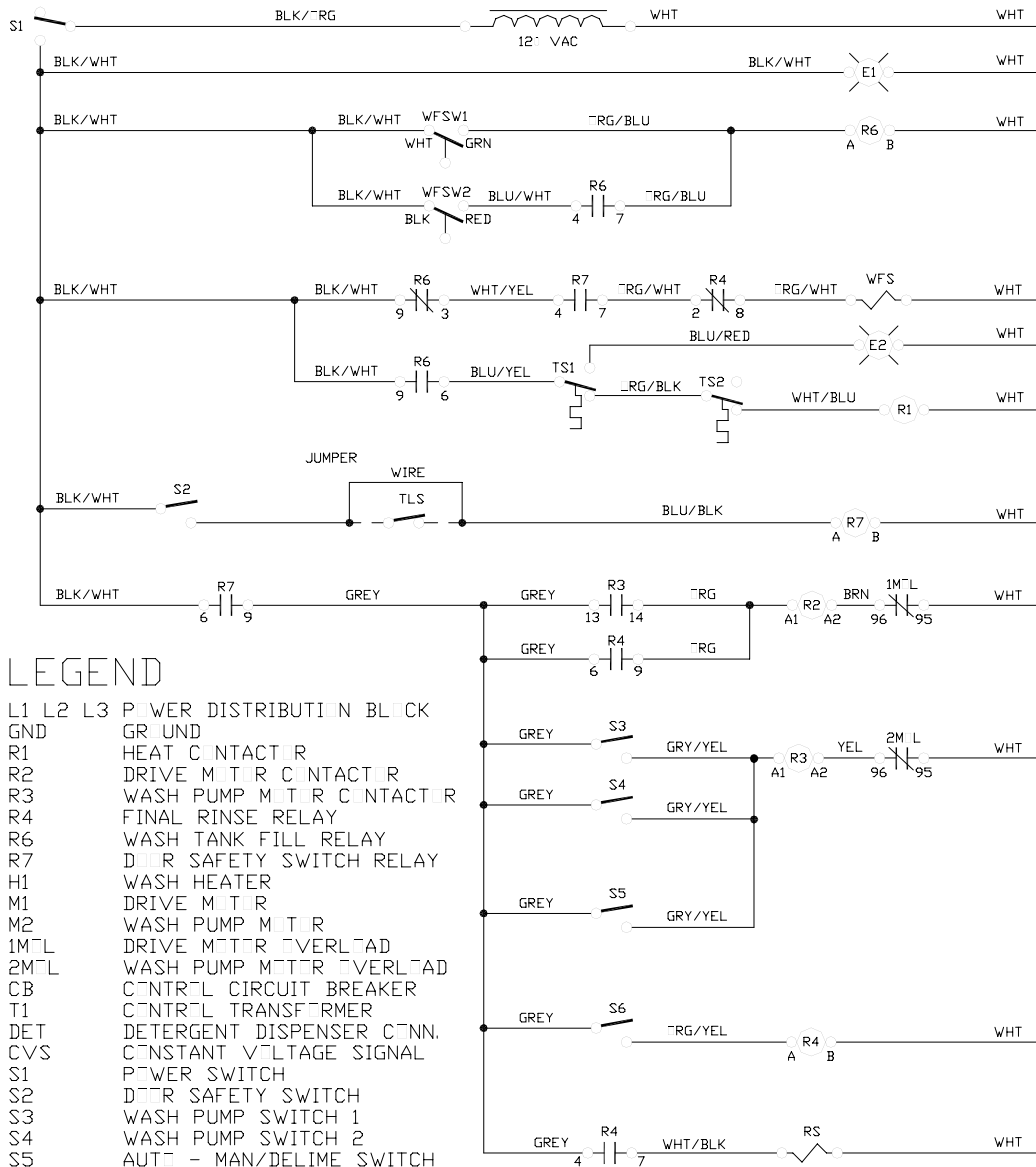 S1 BLK/ORG WHT WHT
120 VAC
BLK/WHT BLK/WHT E1 WHT
BLK/WHT BLK/WHT WFSW1 ORG/BLU R6 WHT
WHT GRN A B
BLK/WHT WFSW2 BLU/WHT R6 ORG/BLU
BLK RED 4 7
BLK/WHT BLK/WHT R6 WHT/YEL R7 ORG/WHT R4 ORG/WHT WFS WHT
9 3 4 7 2 8
BLU/RED E2 WHT
BLK/WHT R6 BLU/YEL TS1 ORG/BLK TS2 WHT/BLU R1 WHT
9 6
JUMPER
WIRE
BLK/WHT S2 TLS BLU/BLK R7 WHT
A B
BLK/WHT R7 GREY GREY R3 ORG R2 BRN 1MOL WHT
6 9 13 14 A1 A2 96 95
GREY R4 ORG
6 9
GREY S3 GRY/YEL R3 YEL 2MOL WHT
A1 A2 96 95
GREY S4 GRY/YEL
GREY S5 GRY/YEL
GREY S6 ORG/YEL R4 WHT
A B
GREY R4 WHT/BLK RS WHT
4 7
LEGEND
L1 L2 L3 POWER DISTRIBUTION BLOCK
GND GROUND
R1 HEAT CONTACTOR
R2 DRIVE MOTOR CONTACTOR
R3 WASH PUMP MOTOR CONTACTOR
R4 FINAL RINSE RELAY
R6 WASH TANK FILL RELAY
R7 DOOR SAFETY SWITCH RELAY
H1 WASH HEATER
M1 DRIVE MOTOR
M2 WASH PUMP MOTOR
1MOL DRIVE MOTOR OVERLOAD
2MOL WASH PUMP MOTOR OVERLOAD
CB CONTROL CIRCUIT BREAKER
T1 CONTROL TRANSFORMER
DET DETERGENT DISPENSER CONN.
CVS CONSTANT VOLTAGE SIGNAL
S1 POWER SWITCH
S2 DOOR SAFETY SWITCH
S3 WASH PUMP SWITCH 1
S4 WASH PUMP SWITCH 2
S5 AUTO - MAN/DELIME SWITCH